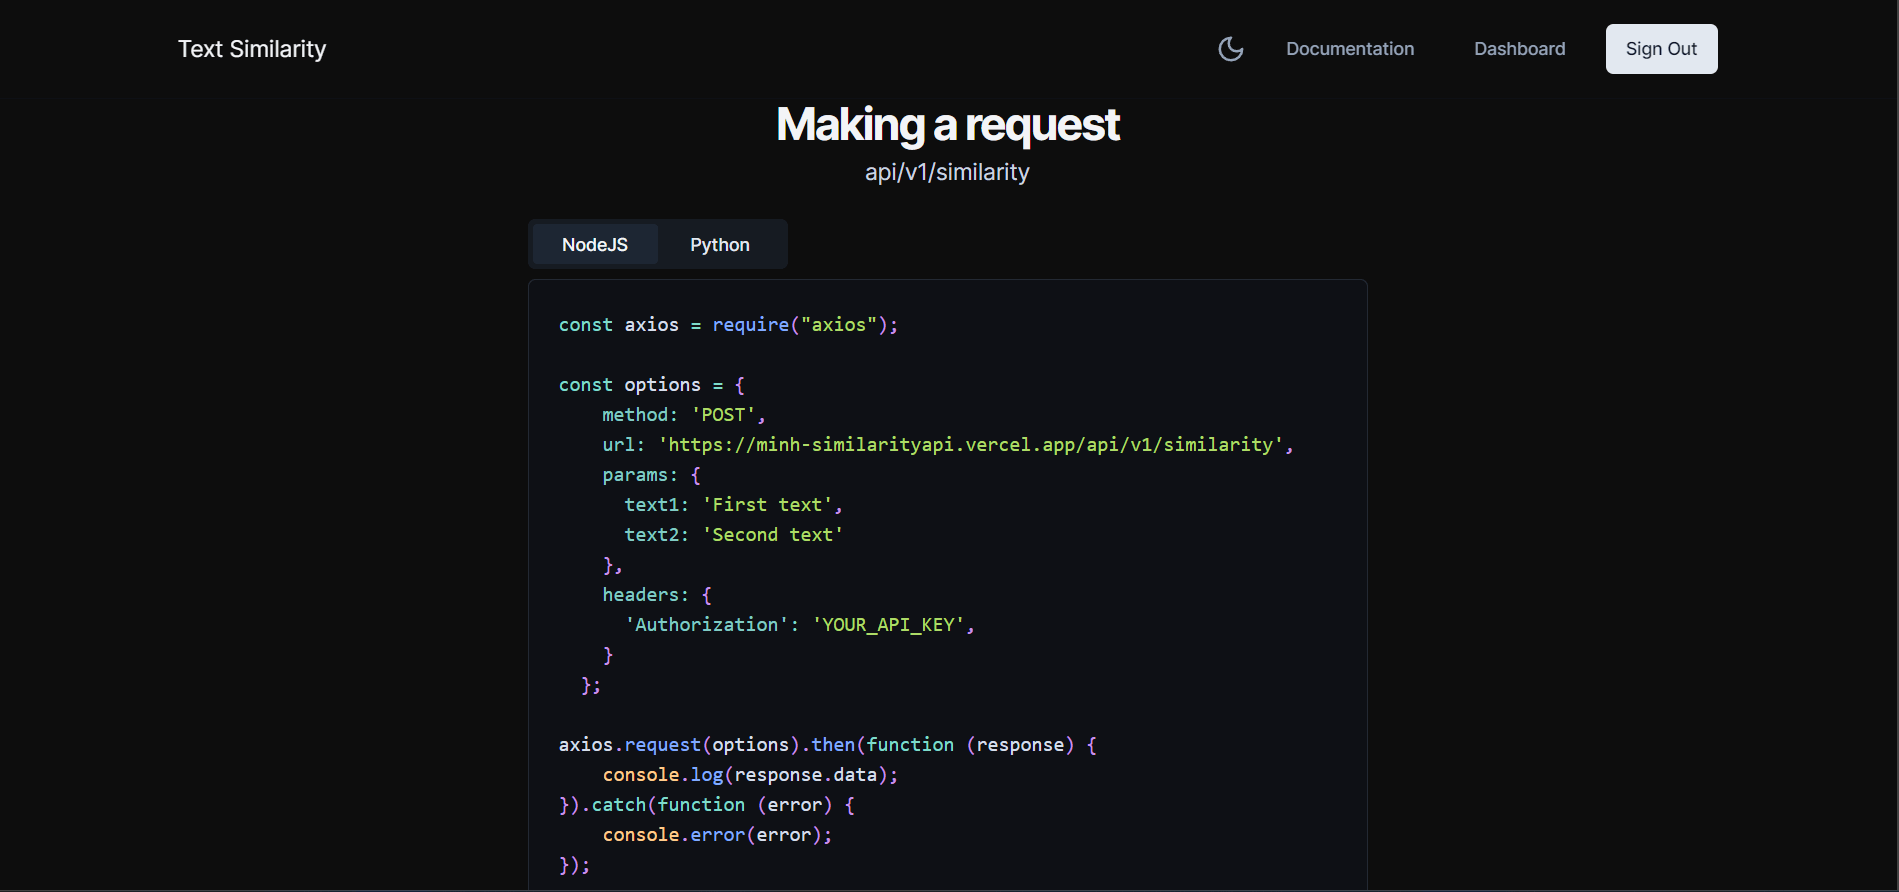 Text Similarity
Documentation
Dashboard
Sign Out
Making a request
api/v1/similarity
NodeJS
Python
const axios = require("axios");
const options = {
    method: 'POST',
    url: 'https://minh-similarityapi.vercel.app/api/v1/similarity',
    params: {
      text1: 'First text',
      text2: 'Second text'
    },
    headers: {
      'Authorization': 'YOUR_API_KEY',
    }
  };
axios.request(options).then(function (response) {
    console.log(response.data);
}).catch(function (error) {
    console.error(error);
});